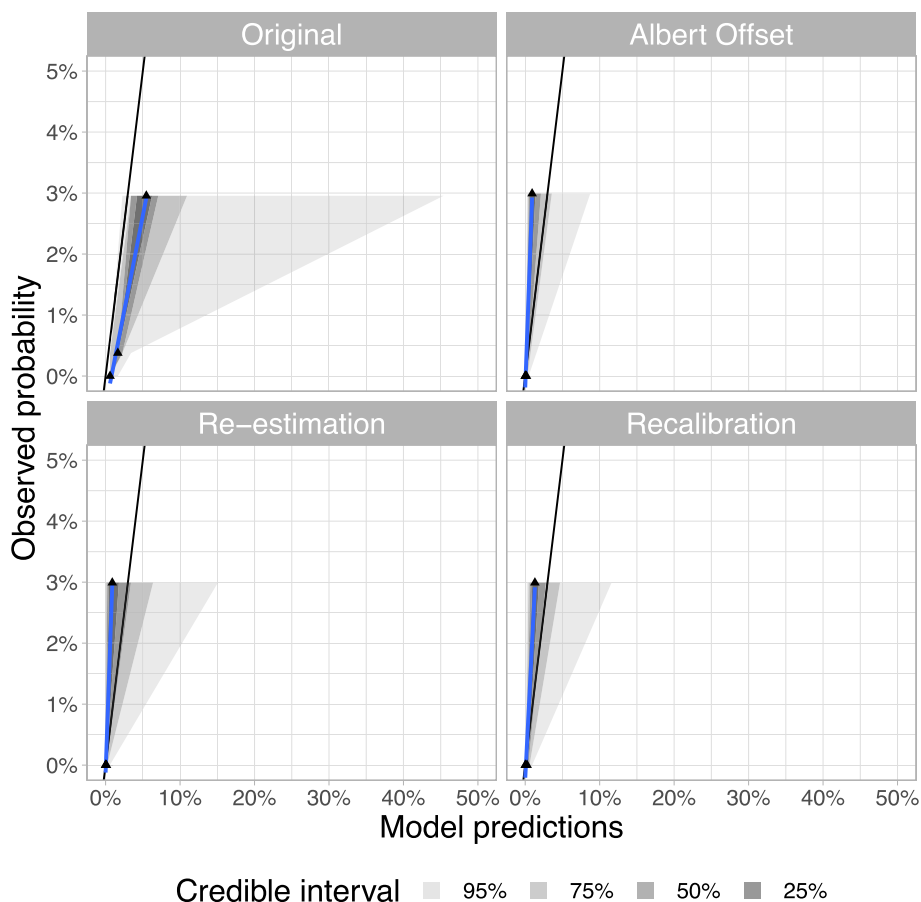 Original
Albert Offset
5%
4%
3%
2%
1%
0%
Observed probability
Re−estimation
Recalibration
5%
4%
3%
2%
1%
0%
0% 10% 20% 30% 40% 50% 0% 10% 20% 30% 40% 50%
Model predictions
Credible interval 95% 75% 50% 25%